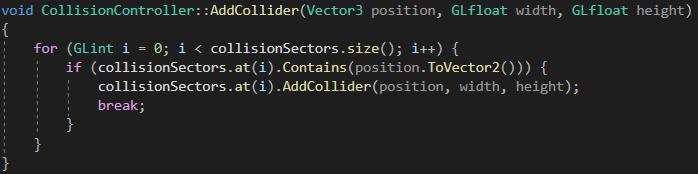 void CollisionController::AddCollider(Vector3 position, GLfloat width, GLfloat height)
{
    for (GLint i = 0; i < collisionSectors.size(); i++) {
        if (collisionSectors.at(i).Contains(position.ToVector2())) {
            collisionSectors.at(i).AddCollider(position, width, height);
            break;
        }
    }
}